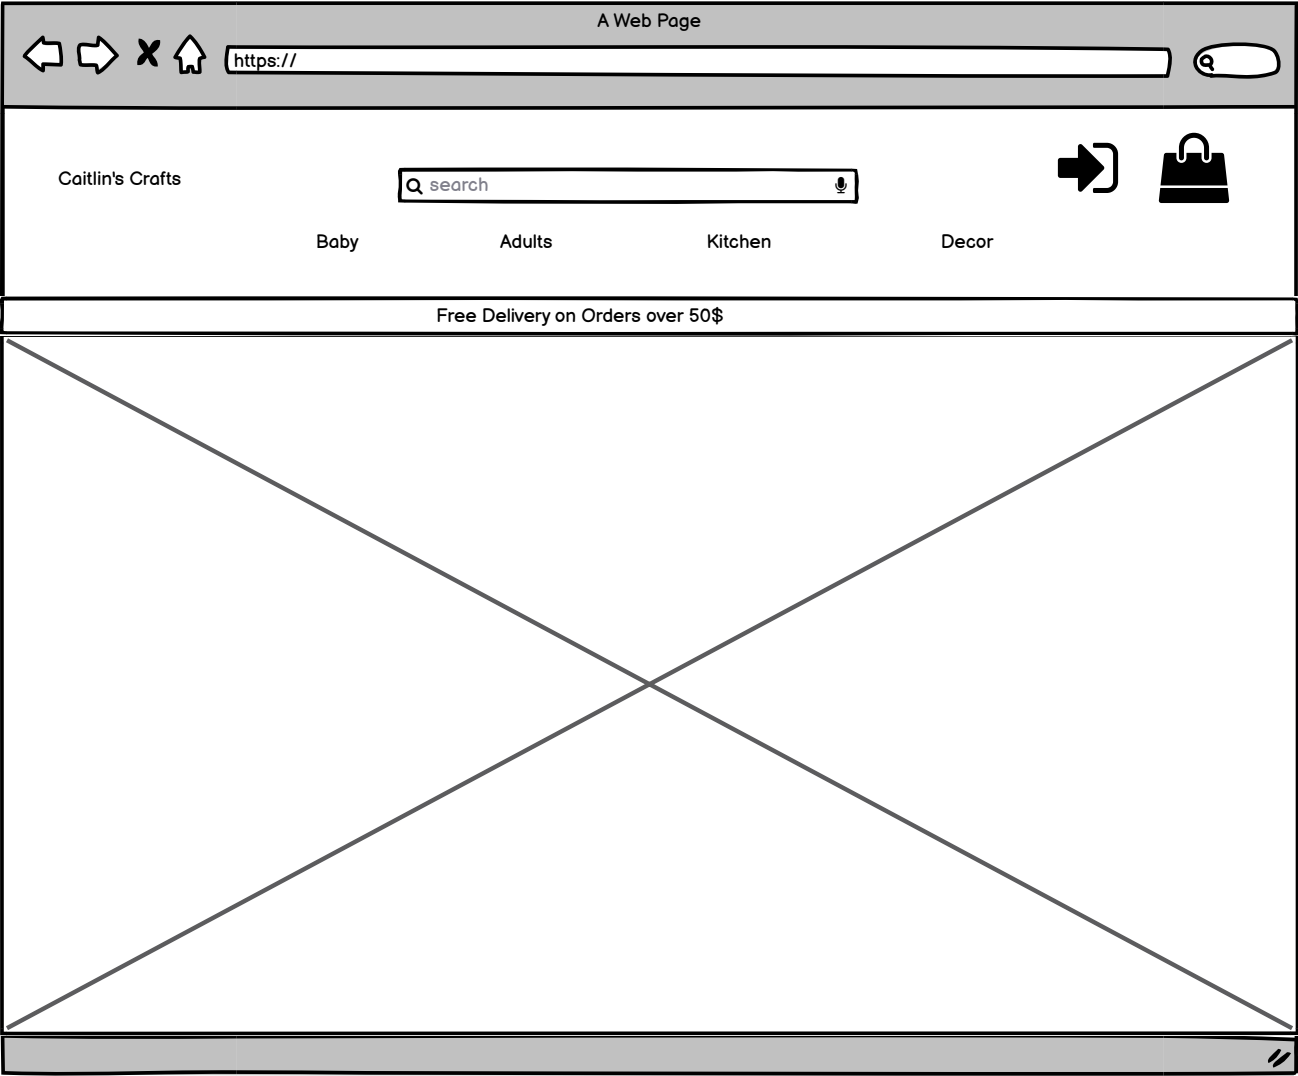 A Web Page
https://
Caitlin's Crafts
search
Baby Adults Kitchen Decor
Free Delivery on Orders over 50$